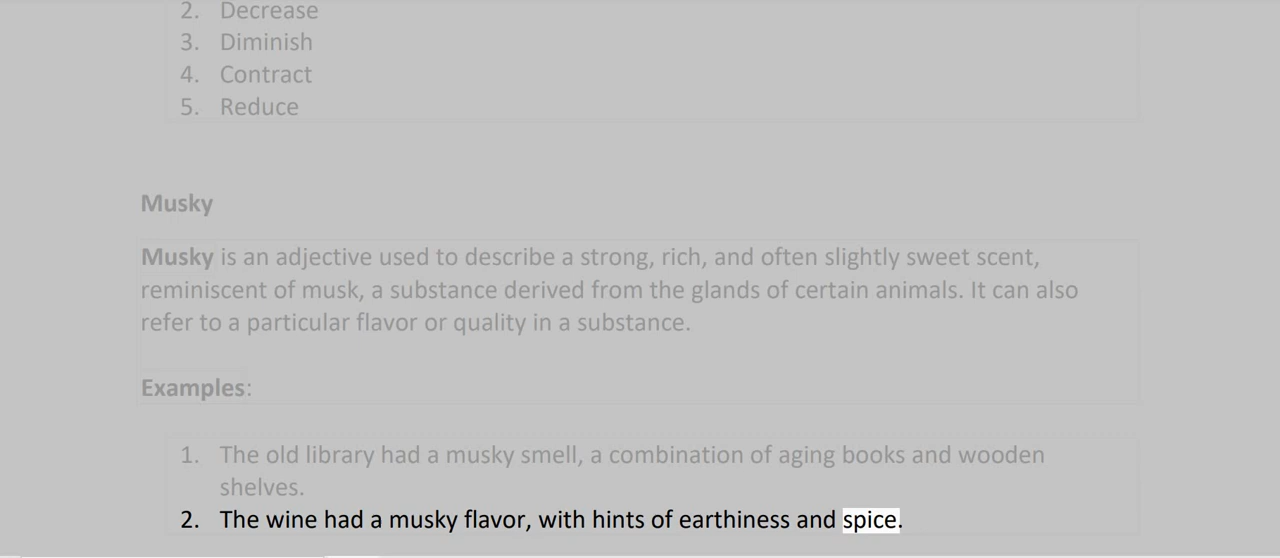 2. Decrease
3. Diminish
4. Contract
5. Reduce
Musky
Musky is an adjective used to describe a strong, rich, and often slightly sweet scent,
reminiscent of musk, a substance derived from the glands of certain animals. It can also
refer to a particular flavor or quality in a substance.
Examples:
1. The old library had a musky smell, a combination of aging books and wooden
shelves.
2. The wine had a musky flavor, with hints of earthiness and spice.